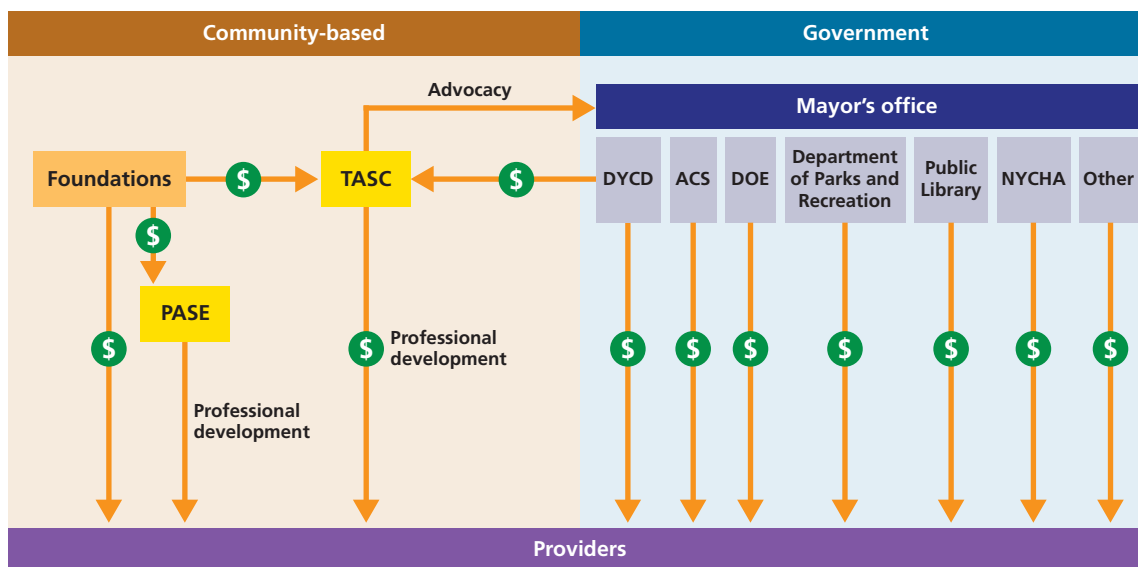 Community-based
Government
Advocacy
Mayor's office
Foundations
$
TASC
$
DYCD
ACS
DOE
Department
of Parks and
Recreation
Public
Library
NYCHA
Other
$
PASE
$
$
Professional
development
$
$
$
$
$
$
$
Professional
development
Providers